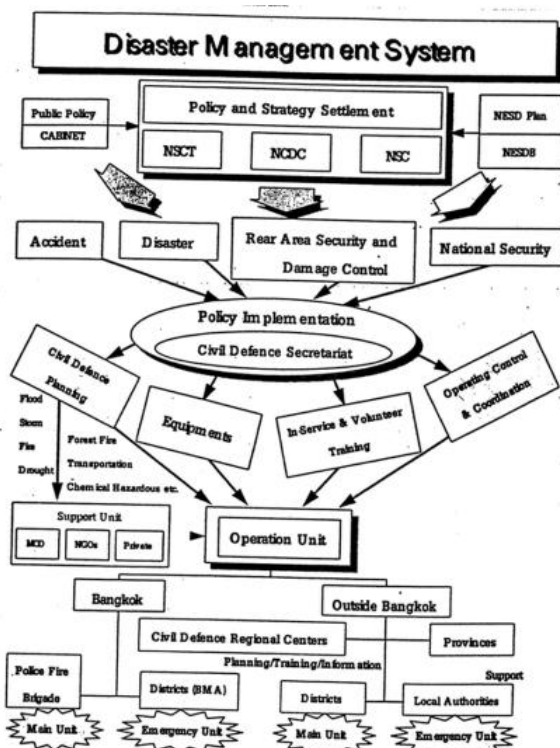 Disaster Management System
Policy and Strategy Settlement
Public Policy
CABINET
NSCT
NCDC
NSC
NESD Plan
NESDB
Accident
Disaster
Rear Area Security and
Damage Control
National Security
Policy Implementation
Civil Defence Secretariat
Civil Defence
Planning
Equipments
In-Service & Volunteer
Training
Operating Control
& Coordination
Flood
Storm
Fire
Drought
Forest Fire
Transportation
Chemical Hazardous etc.
Support Unit
MOD
NGOs
Private
Operation Unit
Bangkok
Outside Bangkok
Civil Defence Regional Centers
Provinces
Planning/Training/Information
Police Fire
Brigade
Districts (BMA)
Districts
Support
Local Authorities
Main Unit
Emergency Unit
Main Unit
Emergency Unit